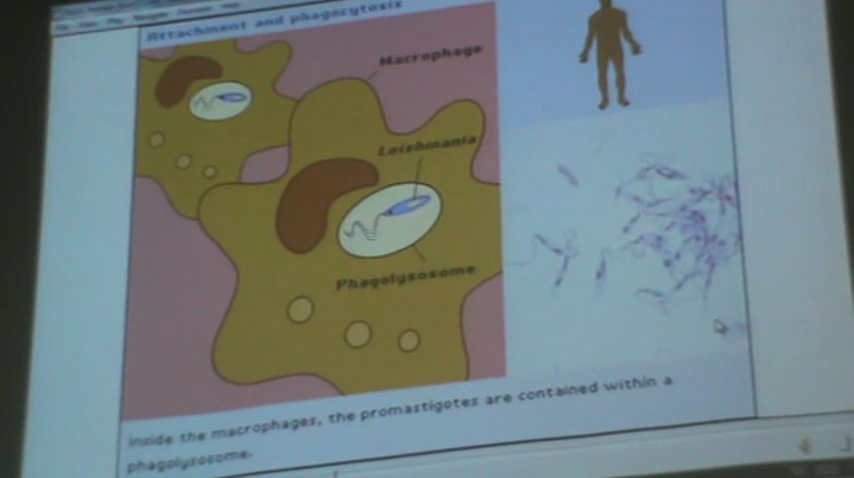 Attachment and phagocytosis
Macrophage
Leishmania
Phagolysosome
Inside the macrophages, the promastigotes are contained within a
phagolysosome.